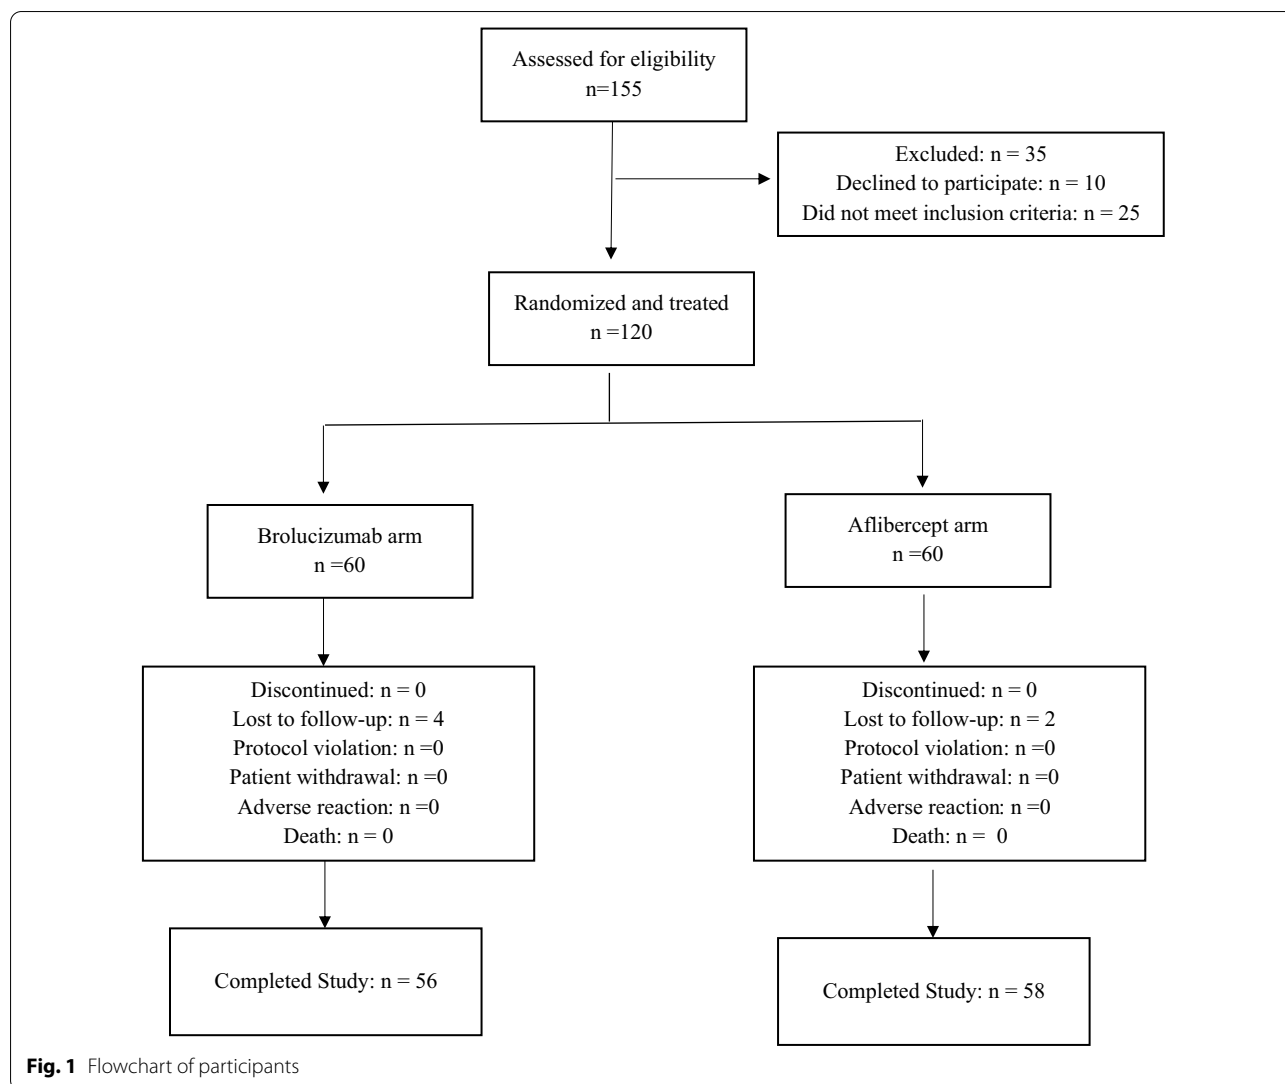 Assessed for eligibility
n=155
Excluded: n = 35
Declined to participate: n = 10
Did not meet inclusion criteria: n = 25
Randomized and treated
n =120
Brolucizumab arm
n =60
Aflibercept arm
n =60
Discontinued: n = 0
Lost to follow-up: n = 4
Protocol violation: n =0
Patient withdrawal: n =0
Adverse reaction: n =0
Death: n = 0
Discontinued: n = 0
Lost to follow-up: n = 2
Protocol violation: n =0
Patient withdrawal: n =0
Adverse reaction: n =0
Death: n =  0
Completed Study: n = 56
Completed Study: n = 58
Fig. 1 Flowchart of participants